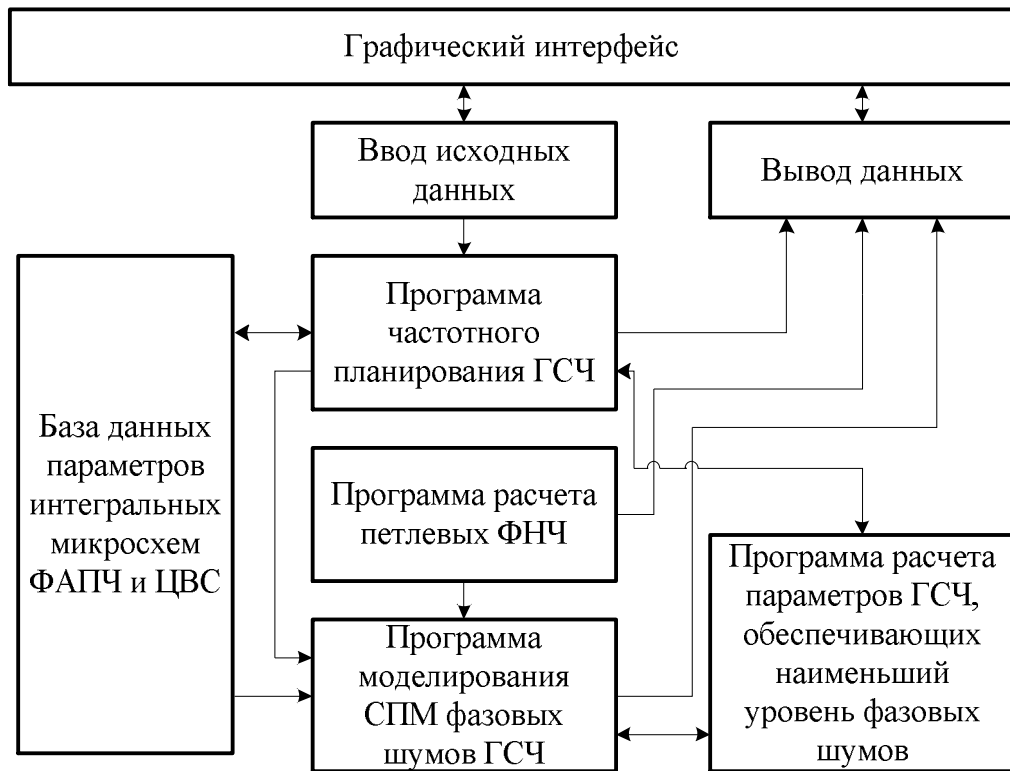 Графический интерфейс
Ввод исходных
данных
Вывод данных
Программа
частотного
планирования ГСЧ
База данных
параметров
интегральных
микросхем
ФАПЧ и ЦВС
Программа расчета
петлевых ФНЧ
Программа
моделирования
СПМ фазовых
шумов ГСЧ
Программа расчета
параметров ГСЧ,
обеспечивающих
наименьший
уровень фазовых
шумов